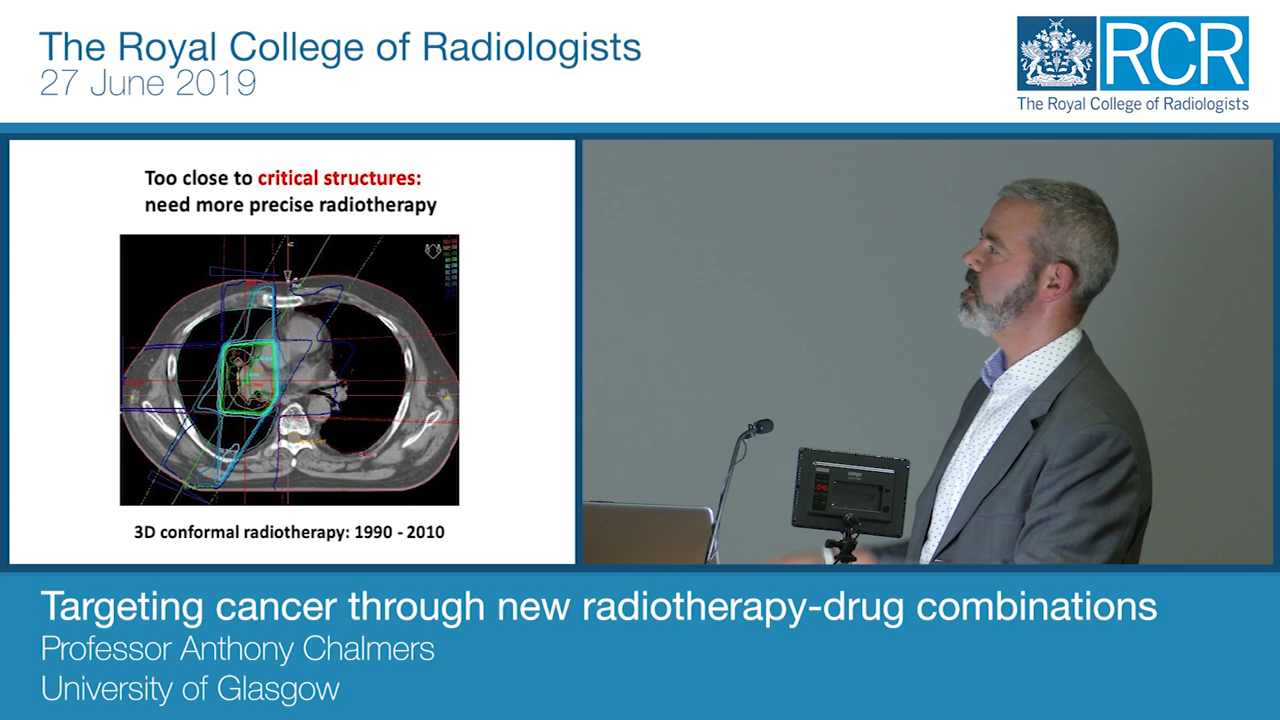 The Royal College of Radiologists
27 June 2019
RCR
The Royal College of Radiologists
Too close to critical structures:
need more precise radiotherapy
3D conformal radiotherapy: 1990 - 2010
Targeting cancer through new radiotherapy-drug combinations
Professor Anthony Chalmers
University of Glasgow